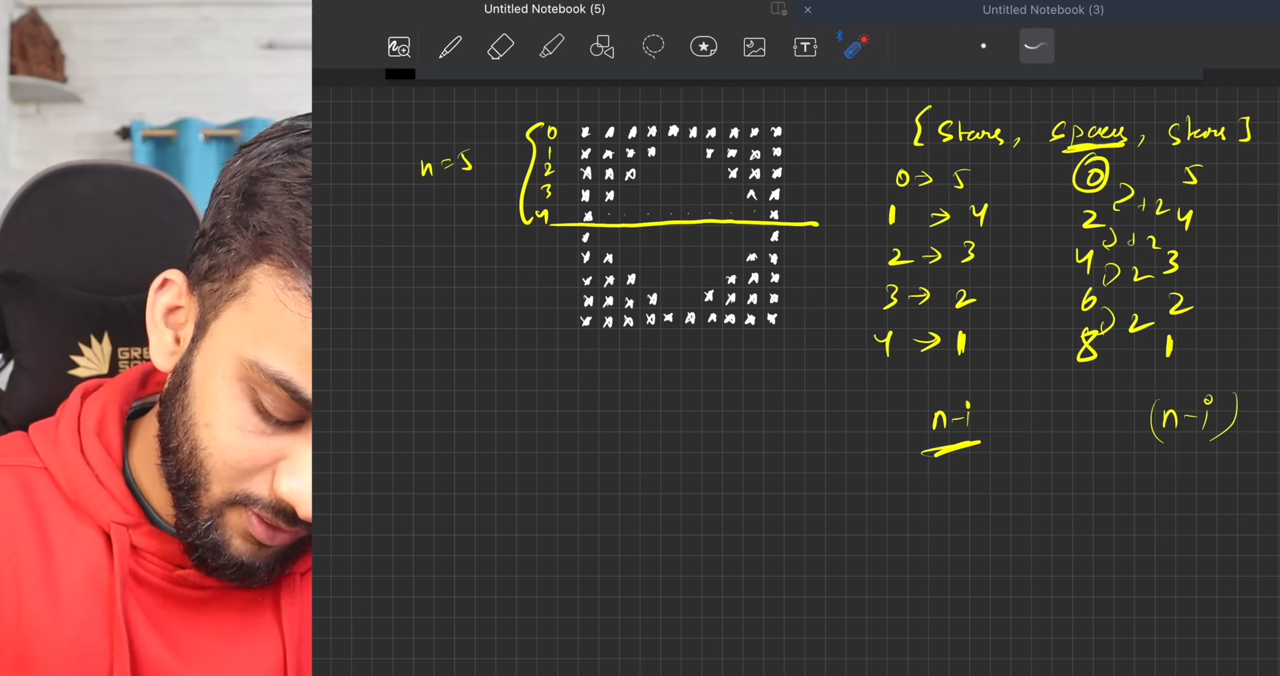 Untitled Notebook (5)
Untitled Notebook (3)
n=5
0
1
2
3
4
[ stars, spaces, stars ]
0 → 5 0 5
+2
1 → 4 2 4
+2
2 → 3 4 3
2
3 → 2 6 2
2
4 → 1 8 1
n-i (n-i)